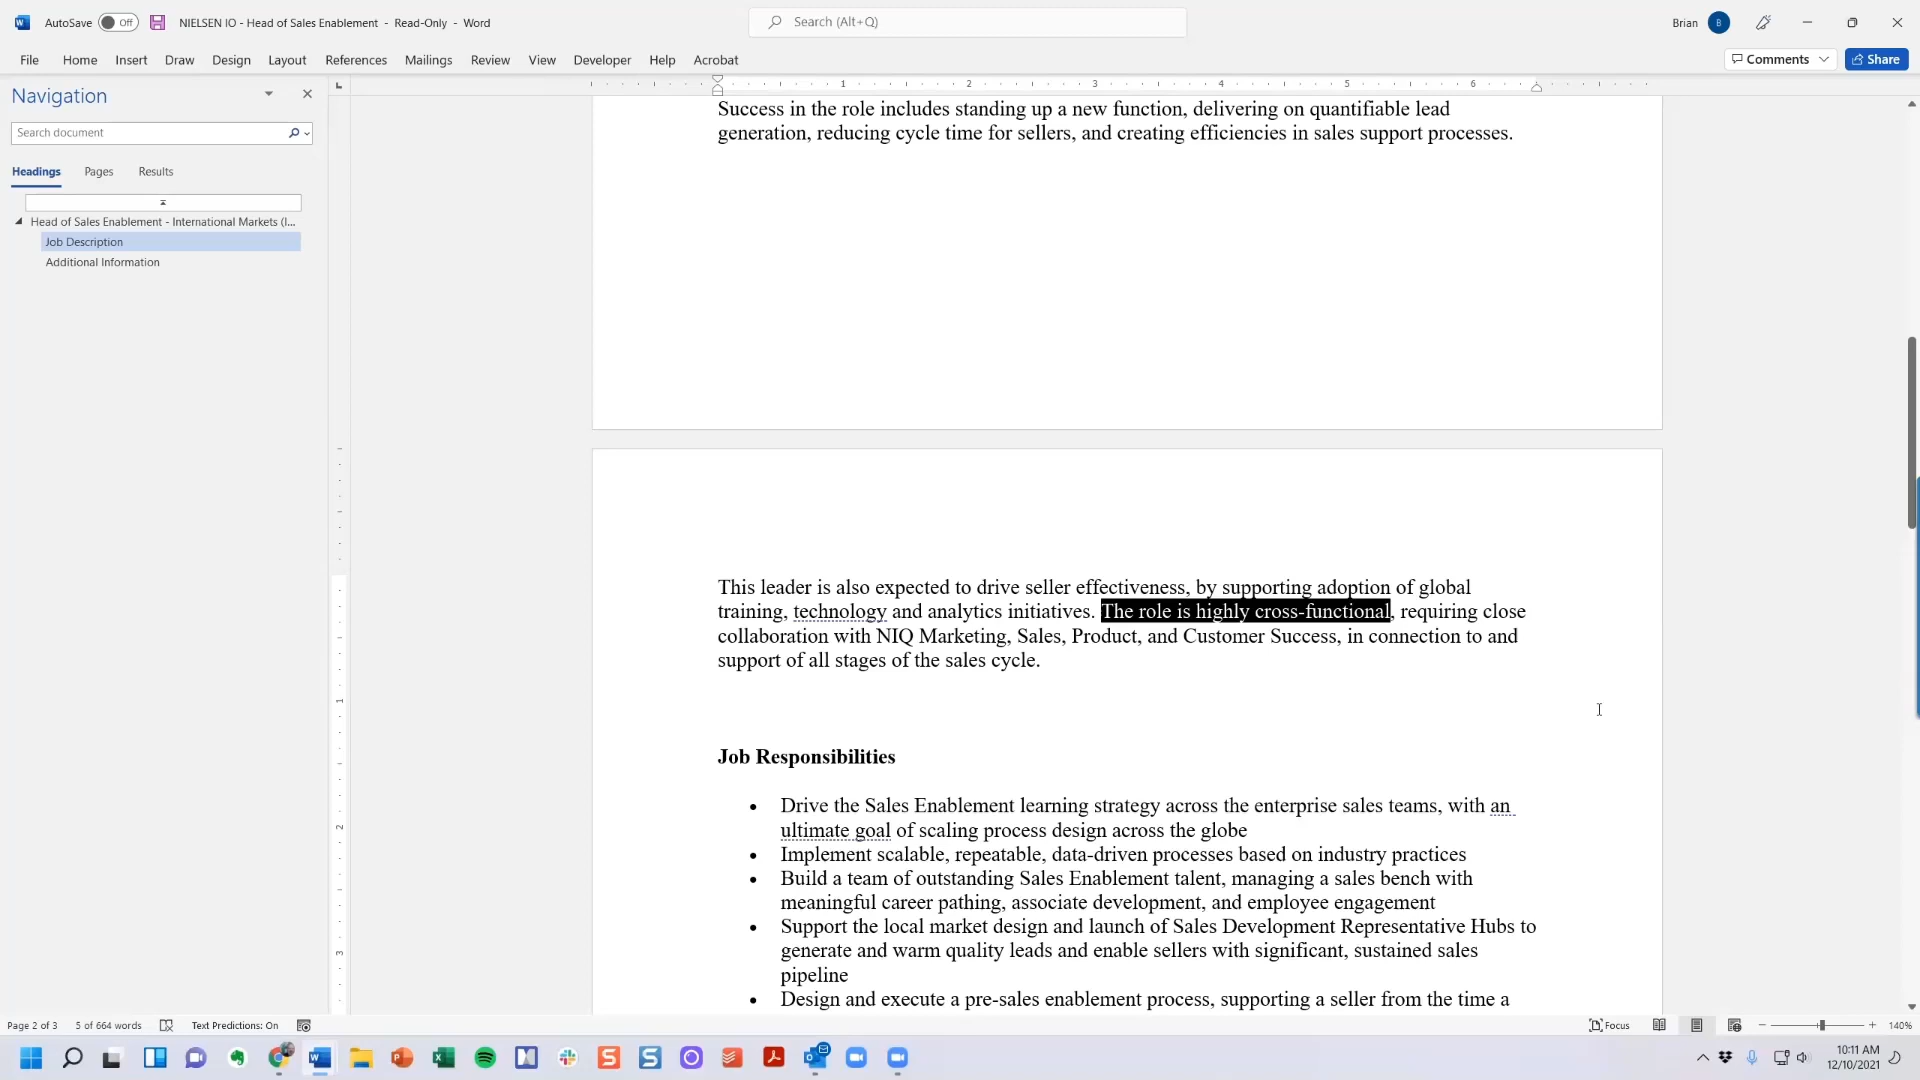 AutoSave Off NIELSEN IO - Head of Sales Enablement - Read-Only - Word Search (Alt+Q) Brian B
File Home Insert Draw Design Layout References Mailings Review View Developer Help Acrobat Comments Share
Navigation
Search document
Headings Pages Results
Head of Sales Enablement - International Markets (I...
Job Description
Additional Information
1 2 3 4 5 6
Success in the role includes standing up a new function, delivering on quantifiable lead
generation, reducing cycle time for sellers, and creating efficiencies in sales support processes.
This leader is also expected to drive seller effectiveness, by supporting adoption of global
training, technology and analytics initiatives. The role is highly cross-functional, requiring close
collaboration with NIQ Marketing, Sales, Product, and Customer Success, in connection to and
support of all stages of the sales cycle.
1
2
3
Job Responsibilities
• Drive the Sales Enablement learning strategy across the enterprise sales teams, with an
ultimate goal of scaling process design across the globe
• Implement scalable, repeatable, data-driven processes based on industry practices
• Build a team of outstanding Sales Enablement talent, managing a sales bench with
meaningful career pathing, associate development, and employee engagement
• Support the local market design and launch of Sales Development Representative Hubs to
generate and warm quality leads and enable sellers with significant, sustained sales
pipeline
• Design and execute a pre-sales enablement process, supporting a seller from the time a
Page 2 of 3 5 of 664 words Text Predictions: On Focus 140%
10:11 AM
12/10/2021